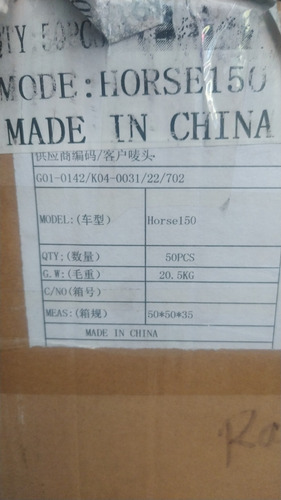 QTY:50PCS
MODE:HORSE150
MADE IN CHINA
供应商编码/客户唛头
G01-0142/K04-0031/22/702
MODEL:(车型) Horse150
QTY:(数量) 50PCS
G.W:(毛重) 20.5KG
C/NO(箱号)
MEAS:(箱规) 50*50*35
MADE IN CHINA